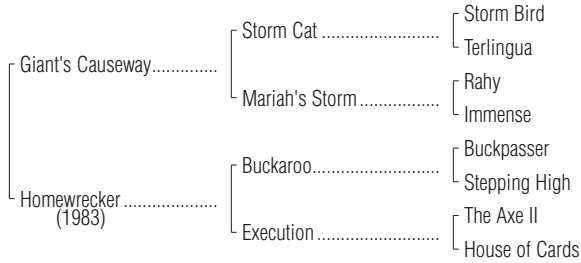 Storm Bird
Storm Cat
Terlingua
Giant's Causeway
Rahy
Mariah's Storm
Immense
Buckpasser
Buckaroo
Stepping High
Homewrecker
(1983)
The Axe II
Execution
House of Cards